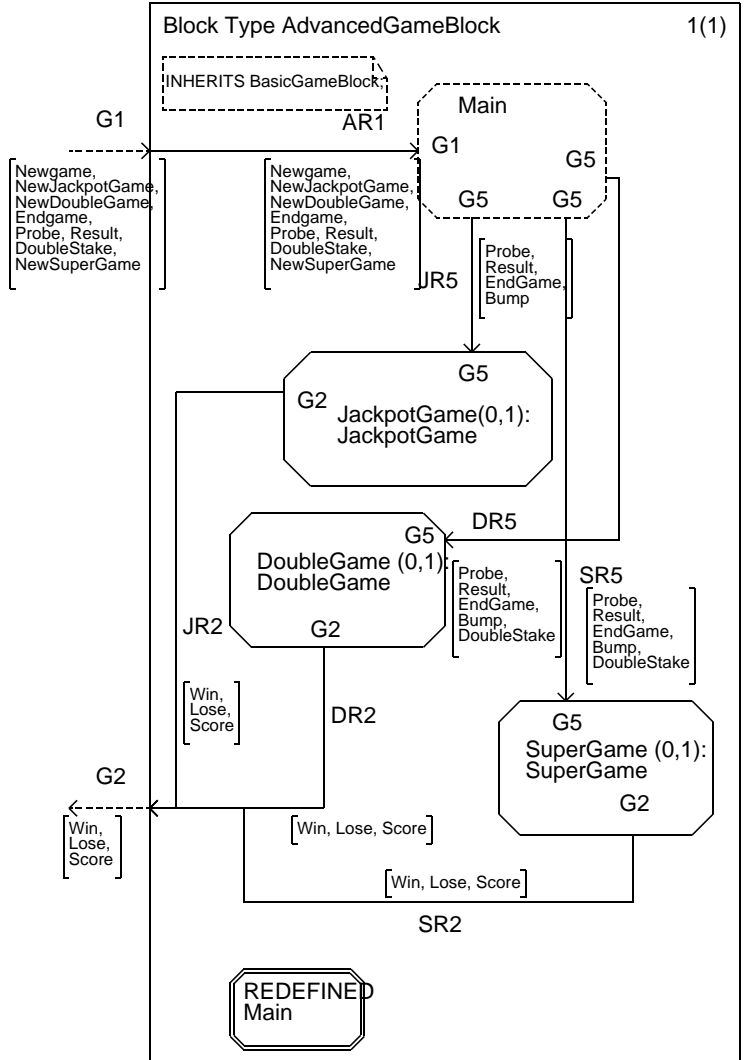 Block Type AdvancedGameBlock
1(1)
INHERITS BasicGameBlock;
Main
G1
AR1
G1
G5
G5
G5
Newgame,
NewJackpotGame,
NewDoubleGame,
Endgame,
Probe, Result,
DoubleStake,
NewSuperGame
Newgame,
NewJackpotGame,
NewDoubleGame,
Endgame,
Probe, Result,
DoubleStake,
NewSuperGame
JR5
Probe,
Result,
EndGame,
Bump
G5
G2
JackpotGame(0,1):
JackpotGame
DR5
G5
DoubleGame (0,1):
DoubleGame
G2
Probe,
Result,
EndGame,
Bump,
DoubleStake
SR5
Probe,
Result,
EndGame,
Bump,
DoubleStake
JR2
Win,
Lose,
Score
DR2
G5
SuperGame (0,1):
SuperGame
G2
G2
Win,
Lose,
Score
Win, Lose, Score
Win, Lose, Score
SR2
REDEFINED
Main